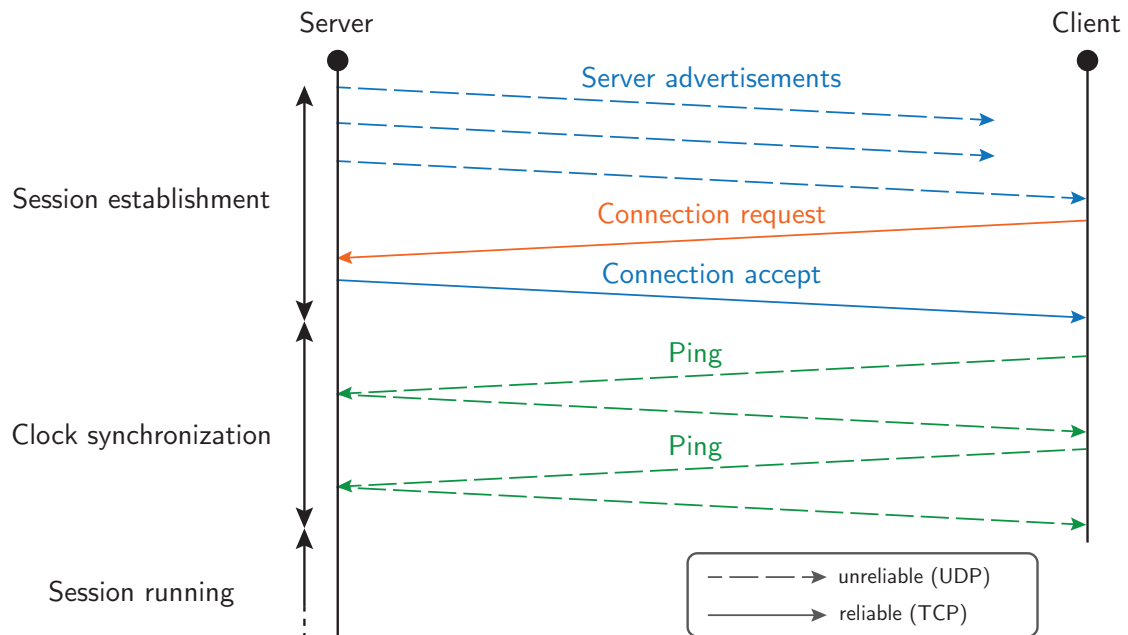 Server
Client
Server advertisements
Session establishment
Connection request
Connection accept
Ping
Clock synchronization
Ping
Session running
unreliable (UDP)
reliable (TCP)